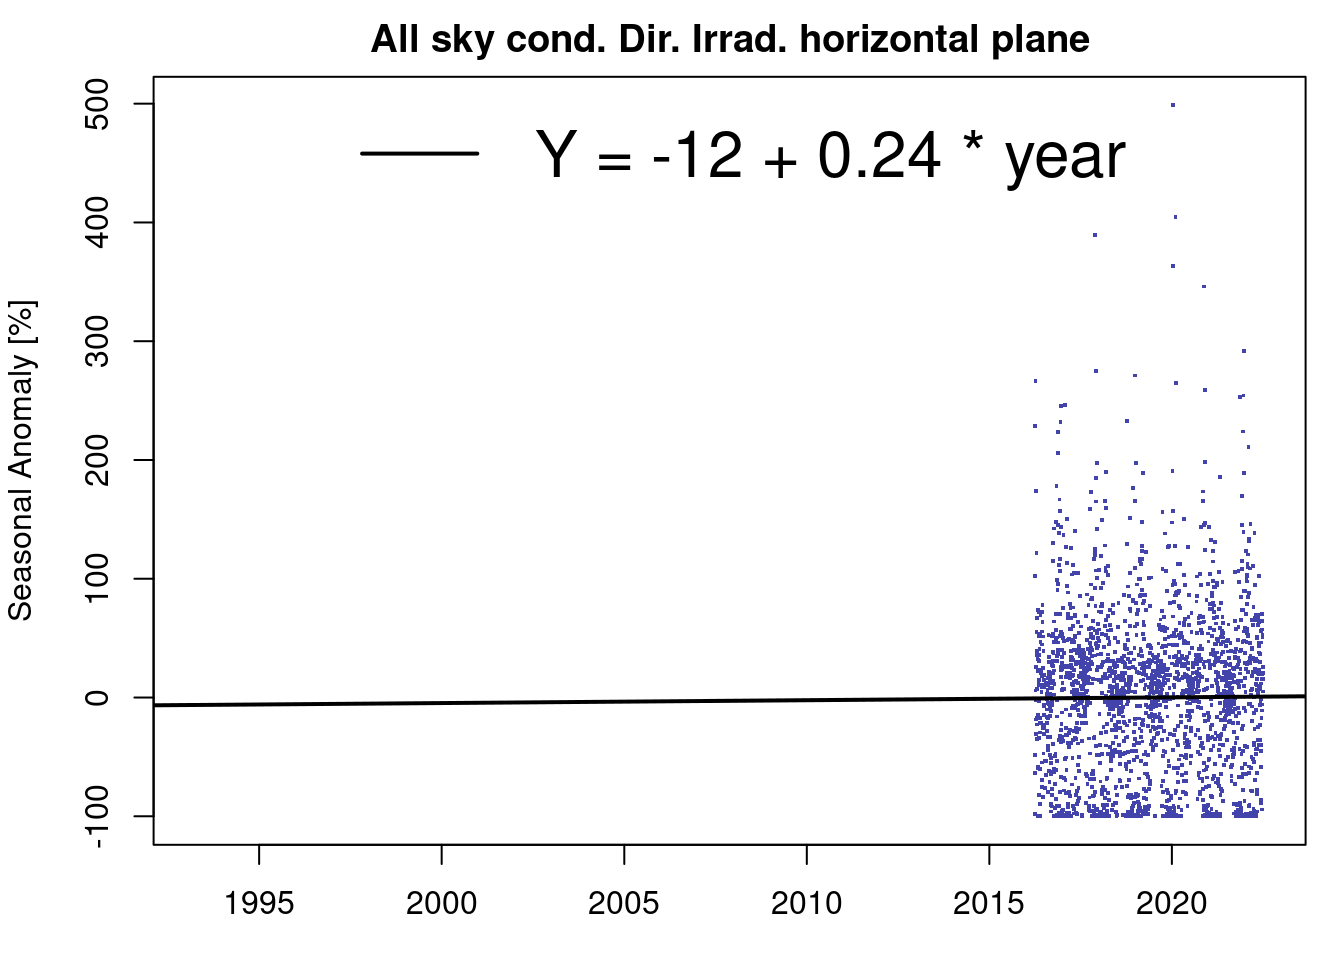 All sky cond. Dir. Irrad. horizontal plane
Y = -12 + 0.24 * year
Seasonal Anomaly [%]
500
400
300
200
100
0
-100
1995 2000 2005 2010 2015 2020